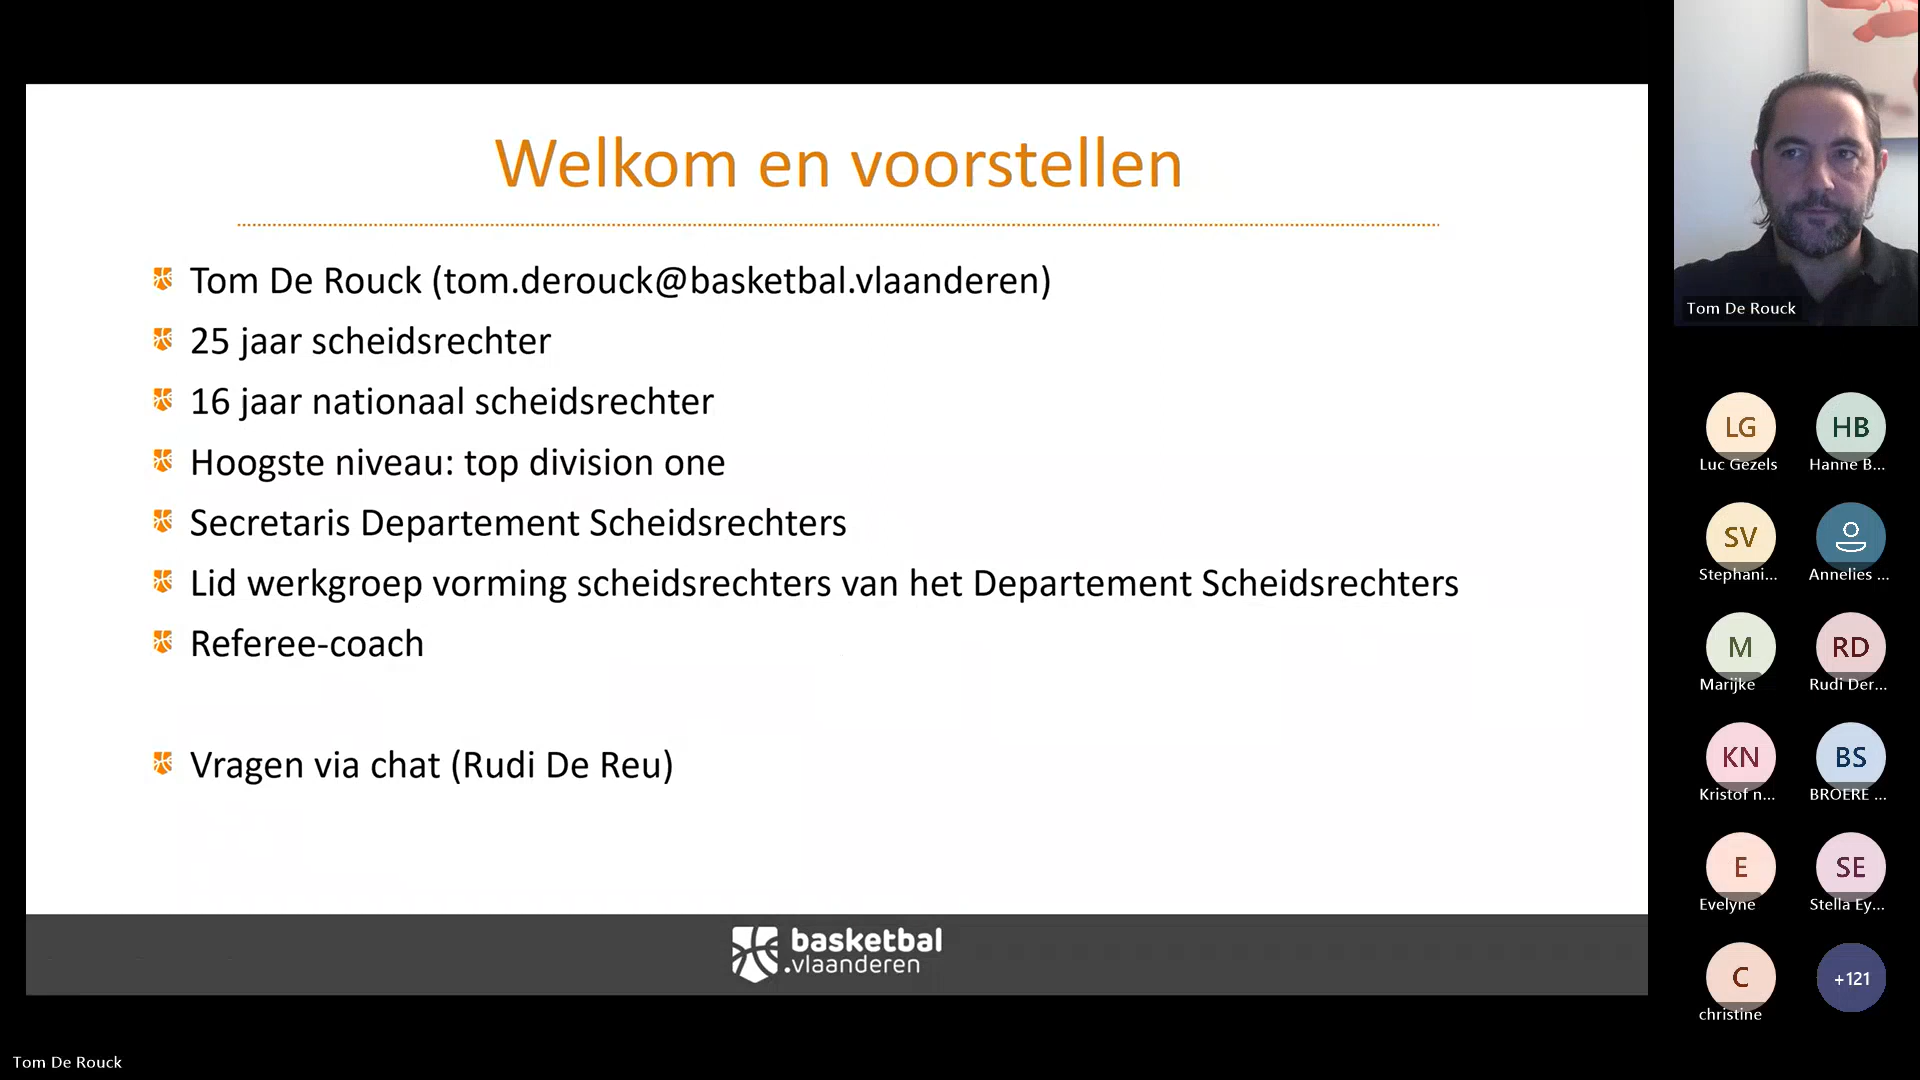 Welkom en voorstellen
Tom De Rouck (tom.derouck@basketbal.vlaanderen)
25 jaar scheidsrechter
16 jaar nationaal scheidsrechter
Hoogste niveau: top division one
Secretaris Departement Scheidsrechters
Lid werkgroep vorming scheidsrechters van het Departement Scheidsrechters
Referee-coach
Vragen via chat (Rudi De Reu)
basketbal
.vlaanderen
Tom De Rouck
Tom De Rouck
LG
HB
Luc Gezels
Hanne B...
SV
Stephani...
Annelies ...
M
RD
Marijke
Rudi Der...
KN
BS
Kristof n...
BROERE ...
E
SE
Evelyne
Stella Ey...
C
+121
christine